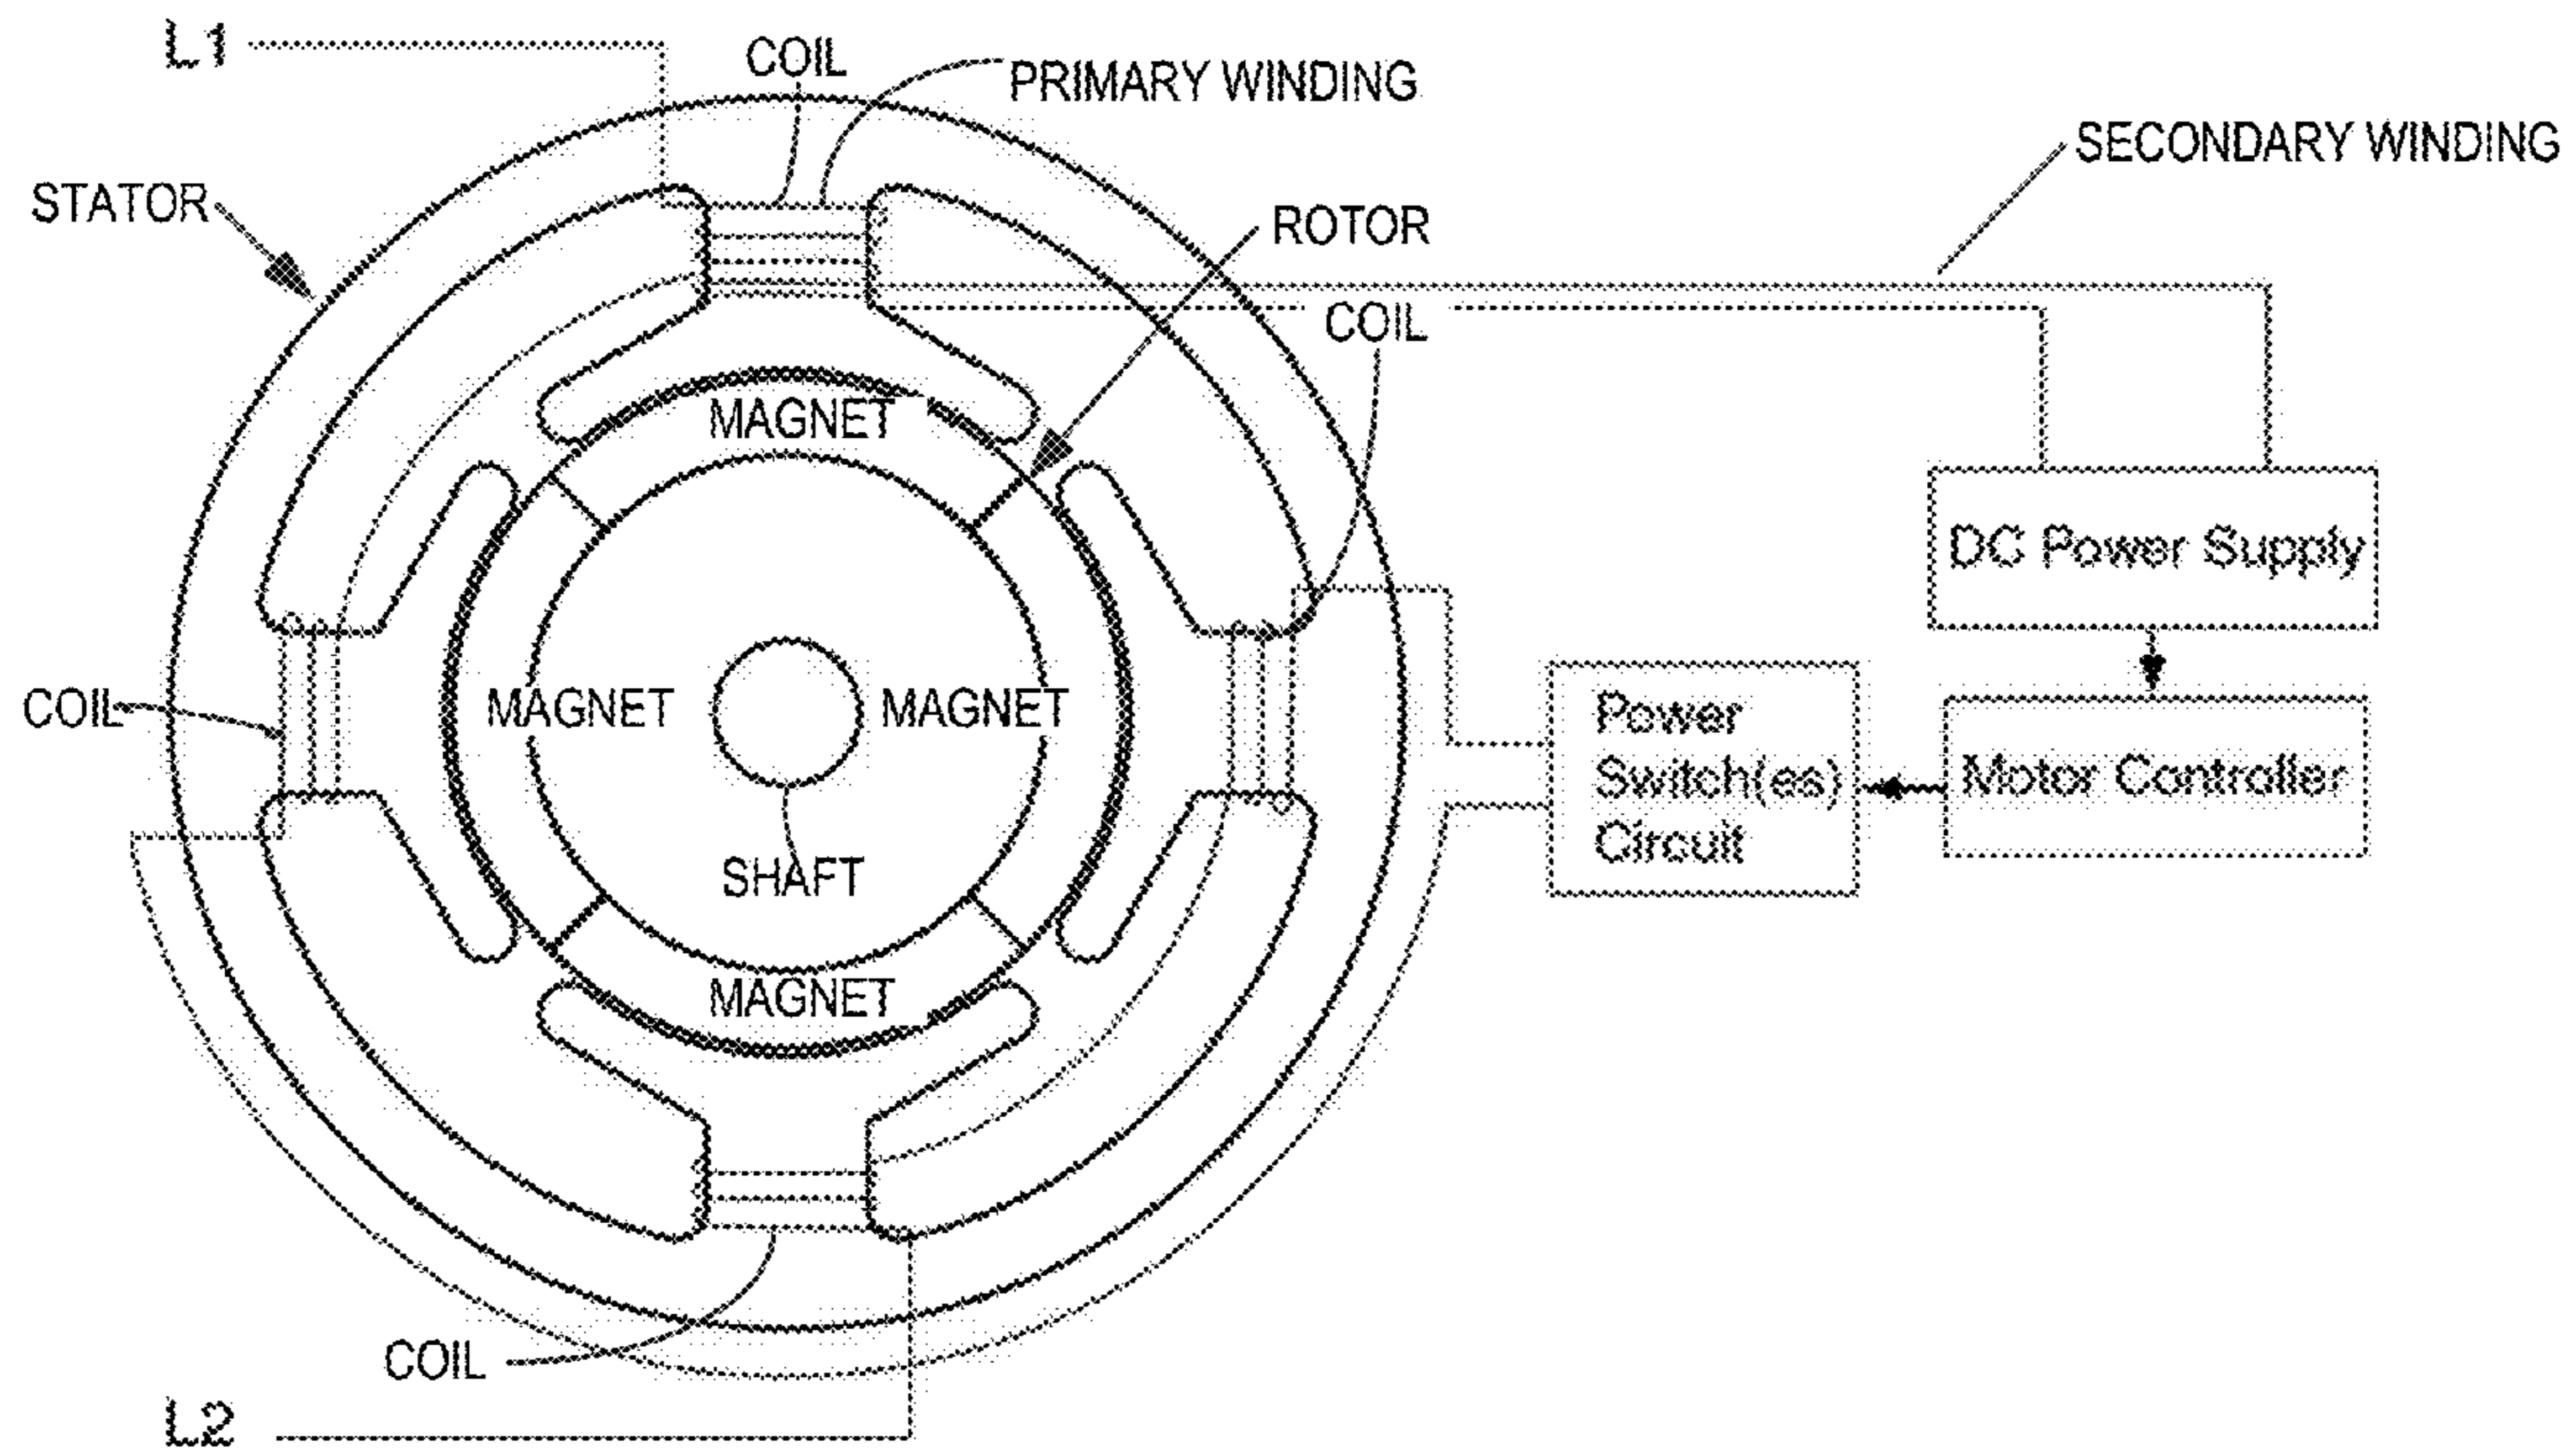 L1
COIL
PRIMARY WINDING
SECONDARY WINDING
STATOR
ROTOR
COIL
MAGNET
DC Power Supply
COIL
MAGNET
MAGNET
Power
Switch(es)
Circuit
Motor Controller
SHAFT
MAGNET
COIL
L2